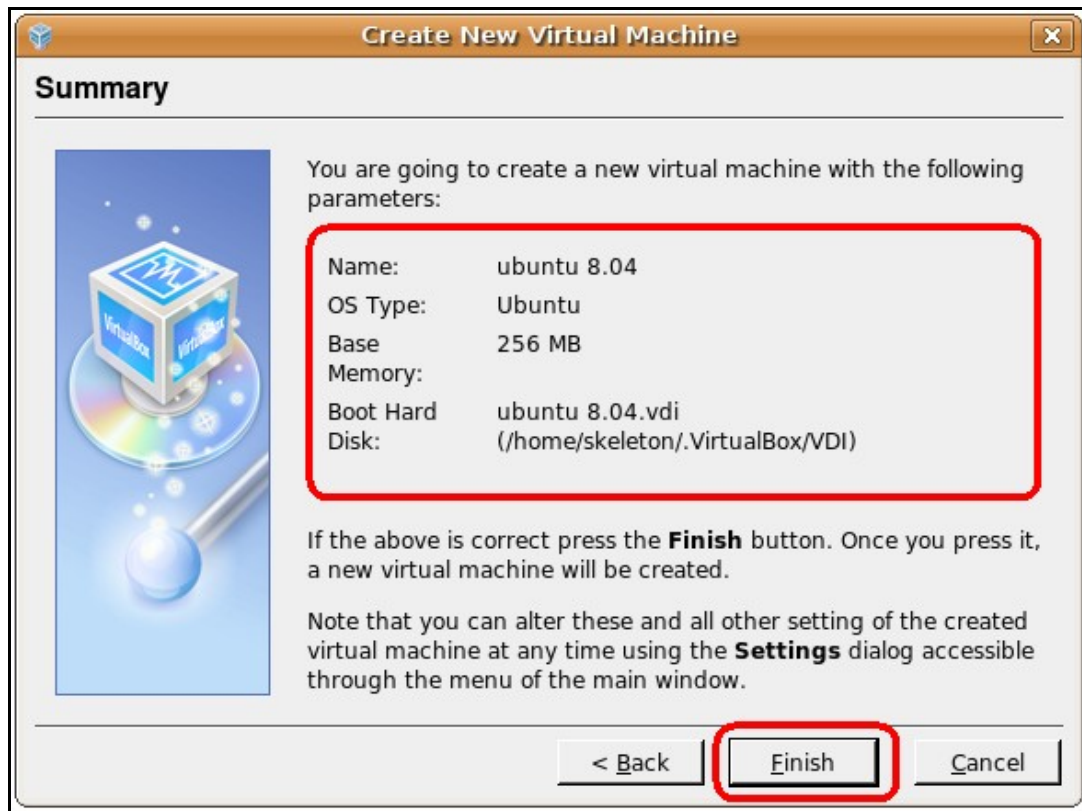 Create New Virtual Machine
Summary
You are going to create a new virtual machine with the following
parameters:
Name: ubuntu 8.04
OS Type: Ubuntu
Base 256 MB
Memory:
Boot Hard ubuntu 8.04.vdi
Disk: (/home/skeleton/.VirtualBox/VDI)
VirtualBox
VirtualBox
If the above is correct press the Finish button. Once you press it,
a new virtual machine will be created.
Note that you can alter these and all other setting of the created
virtual machine at any time using the Settings dialog accessible
through the menu of the main window.
< Back Finish Cancel